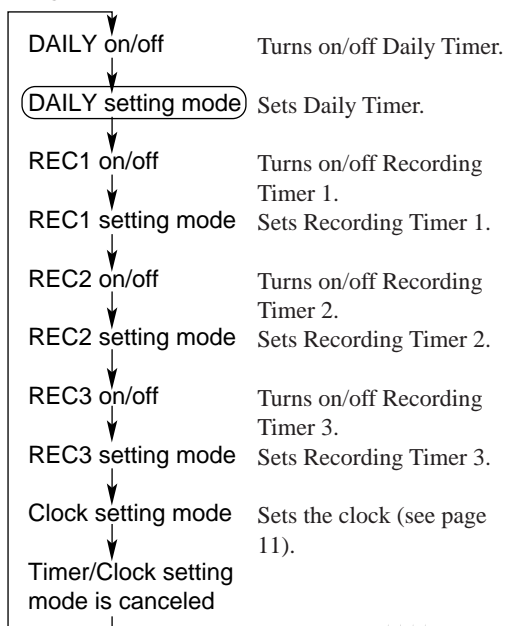 DAILY on/off Turns on/off Daily Timer.
DAILY setting mode Sets Daily Timer.
REC1 on/off Turns on/off Recording
Timer 1.
REC1 setting mode Sets Recording Timer 1.
REC2 on/off Turns on/off Recording
Timer 2.
REC2 setting mode Sets Recording Timer 2.
REC3 on/off Turns on/off Recording
Timer 3.
REC3 setting mode Sets Recording Timer 3.
Clock setting mode Sets the clock (see page
11).
Timer/Clock setting
mode is canceled